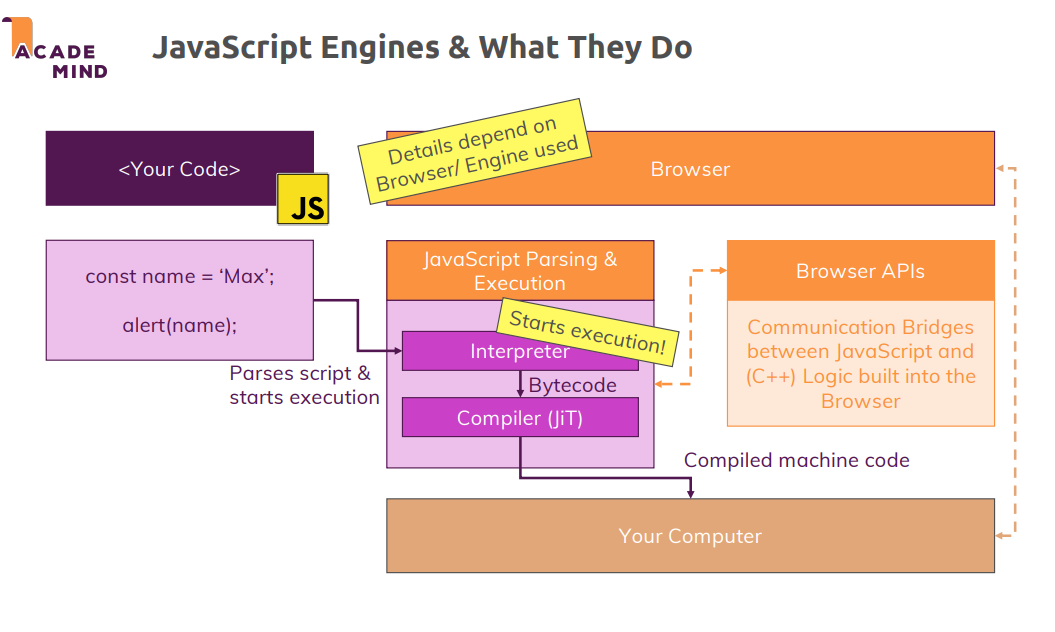 ACADE
MIND
JavaScript Engines & What They Do
<Your Code>
JS
Details depend on
Browser/ Engine used
Browser
const name = ‘Max’;
alert(name);
JavaScript Parsing &
Execution
Browser APIs
Starts execution!
Interpreter
Communication Bridges
between JavaScript and
(C++) Logic built into the
Browser
Parses script &
starts execution
Bytecode
Compiler (JiT)
Compiled machine code
Your Computer